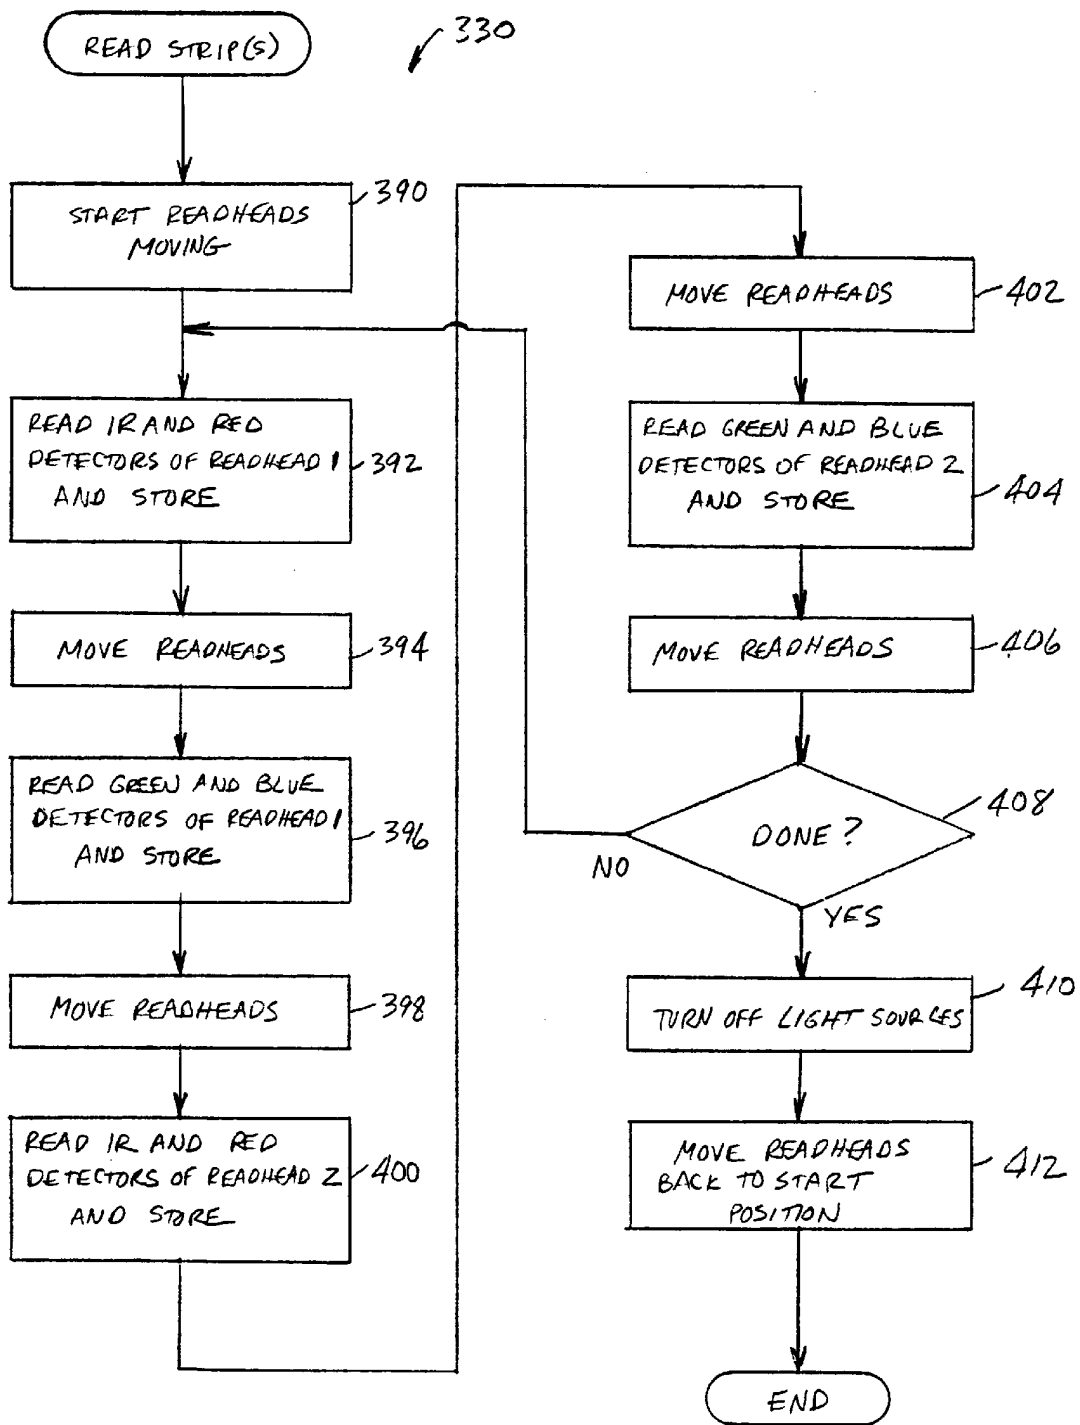 READ STRIP(S)
330
START READHEADS
MOVING
390
READ IR AND RED
DETECTORS OF READHEAD 1
AND STORE
392
MOVE READHEADS
394
READ GREEN AND BLUE
DETECTORS OF READHEAD 1
AND STORE
396
MOVE READHEADS
398
READ IR AND RED
DETECTORS OF READHEAD 2
AND STORE
400
MOVE READHEADS
402
READ GREEN AND BLUE
DETECTORS OF READHEAD 2
AND STORE
404
MOVE READHEADS
406
DONE?
408
NO
YES
TURN OFF LIGHT SOURCES
410
MOVE READHEADS
BACK TO START
POSITION
412
END